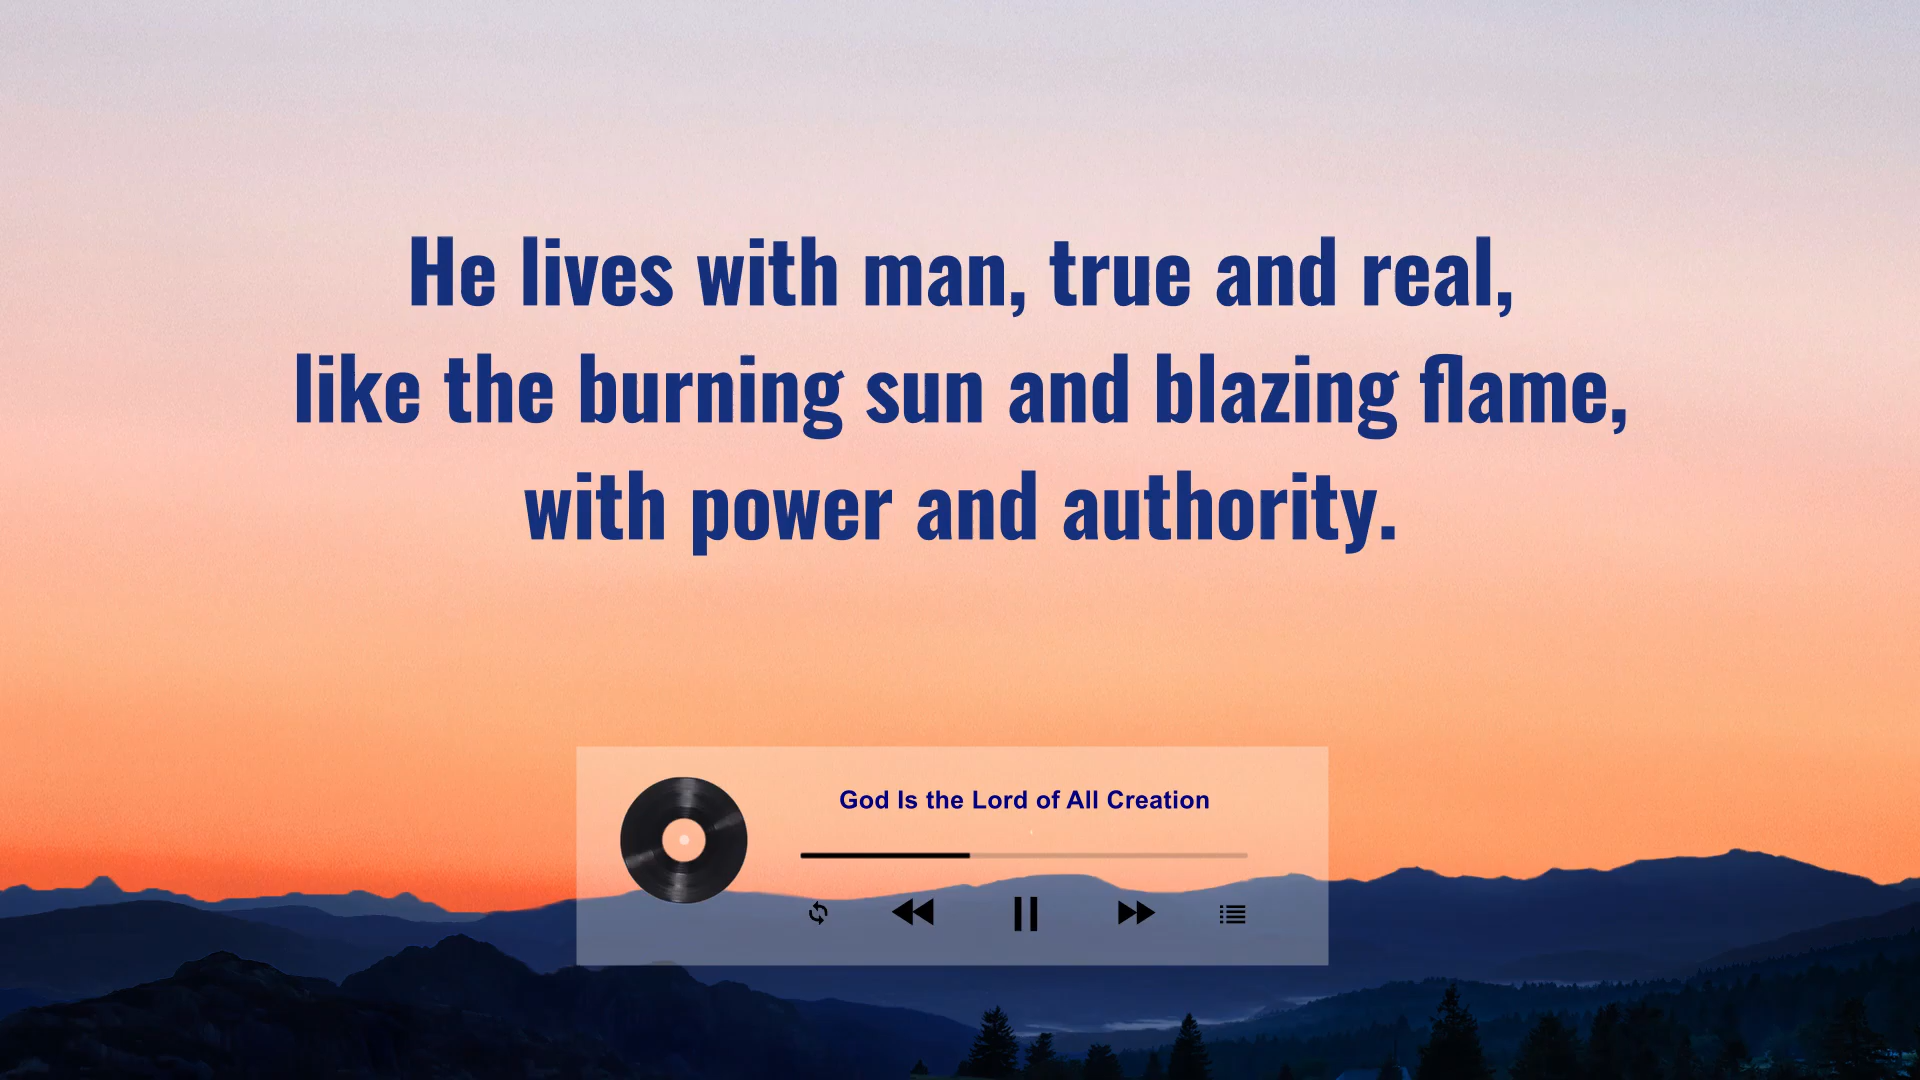 He lives with man, true and real,
like the burning sun and blazing flame,
with power and authority.
God Is the Lord of All Creation